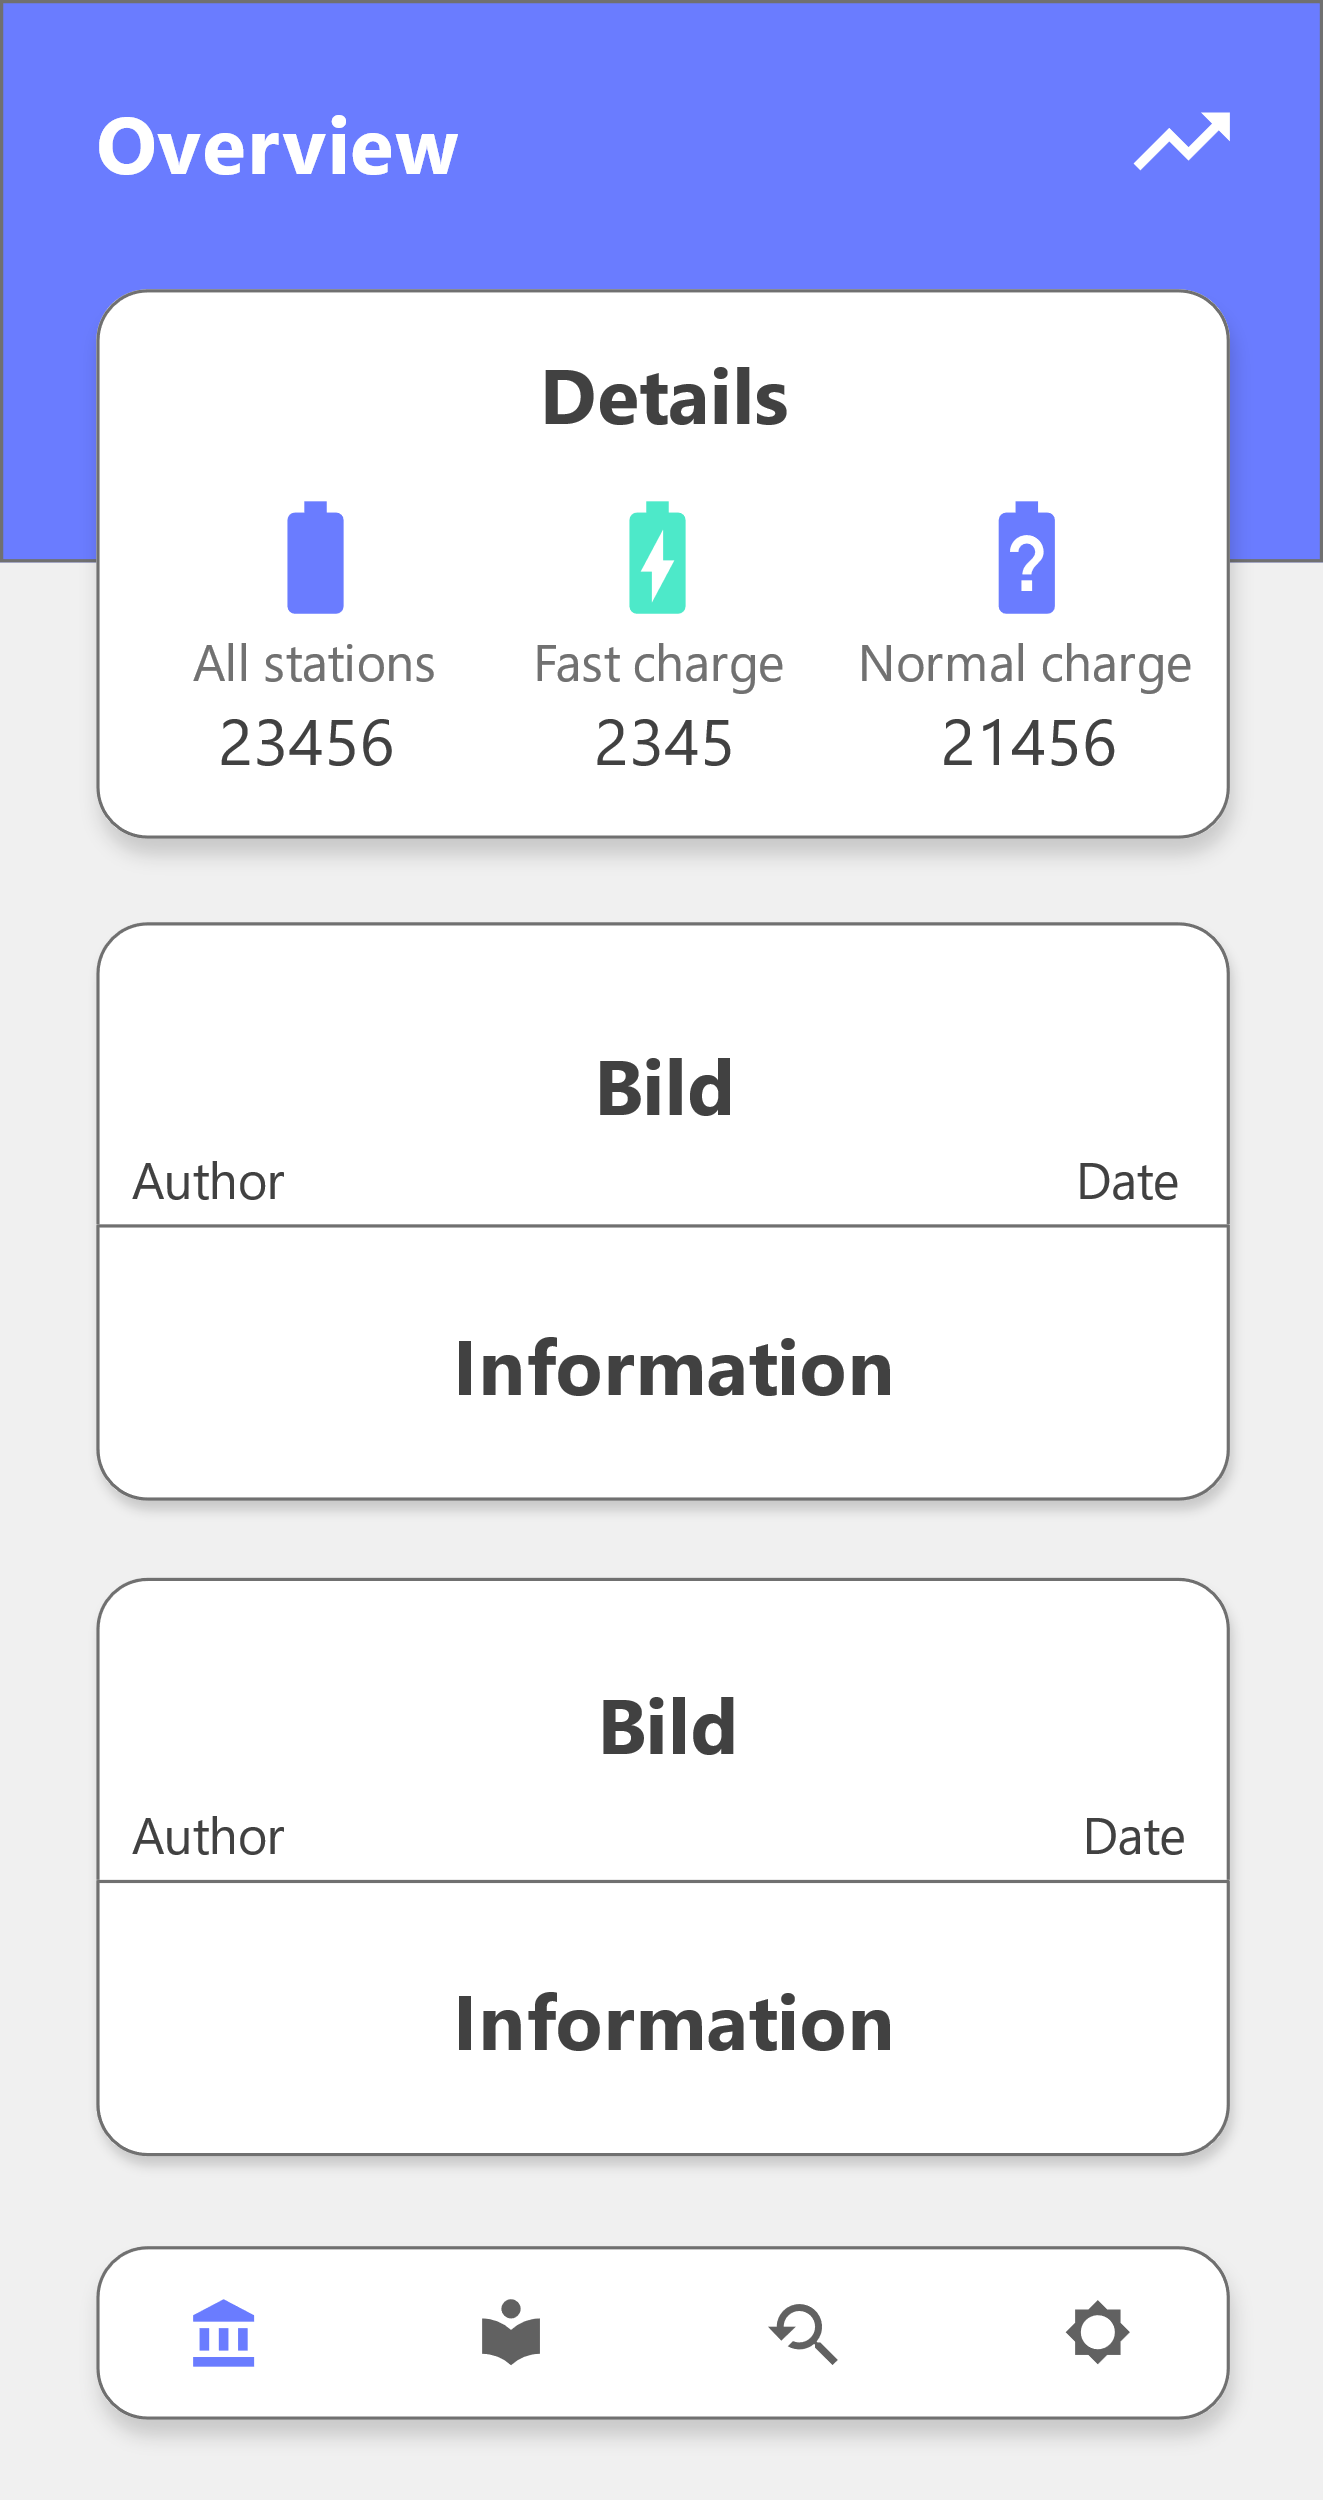 Overview
Details
All stations Fast charge Normal charge
23456 2345 21456
Bild
Author Date
Information
Bild
Author Date
Information